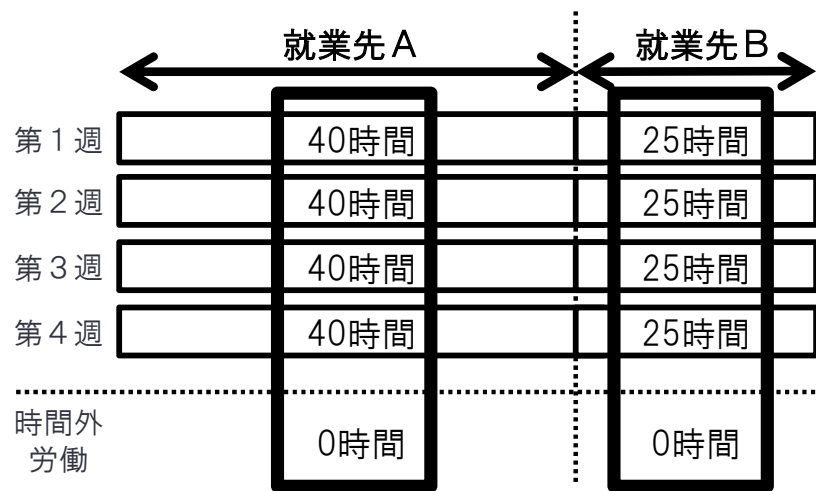 就業先A 就業先B
第1週 40時間 25時間
第2週 40時間 25時間
第3週 40時間 25時間
第4週 40時間 25時間
時間外
労働 0時間 0時間